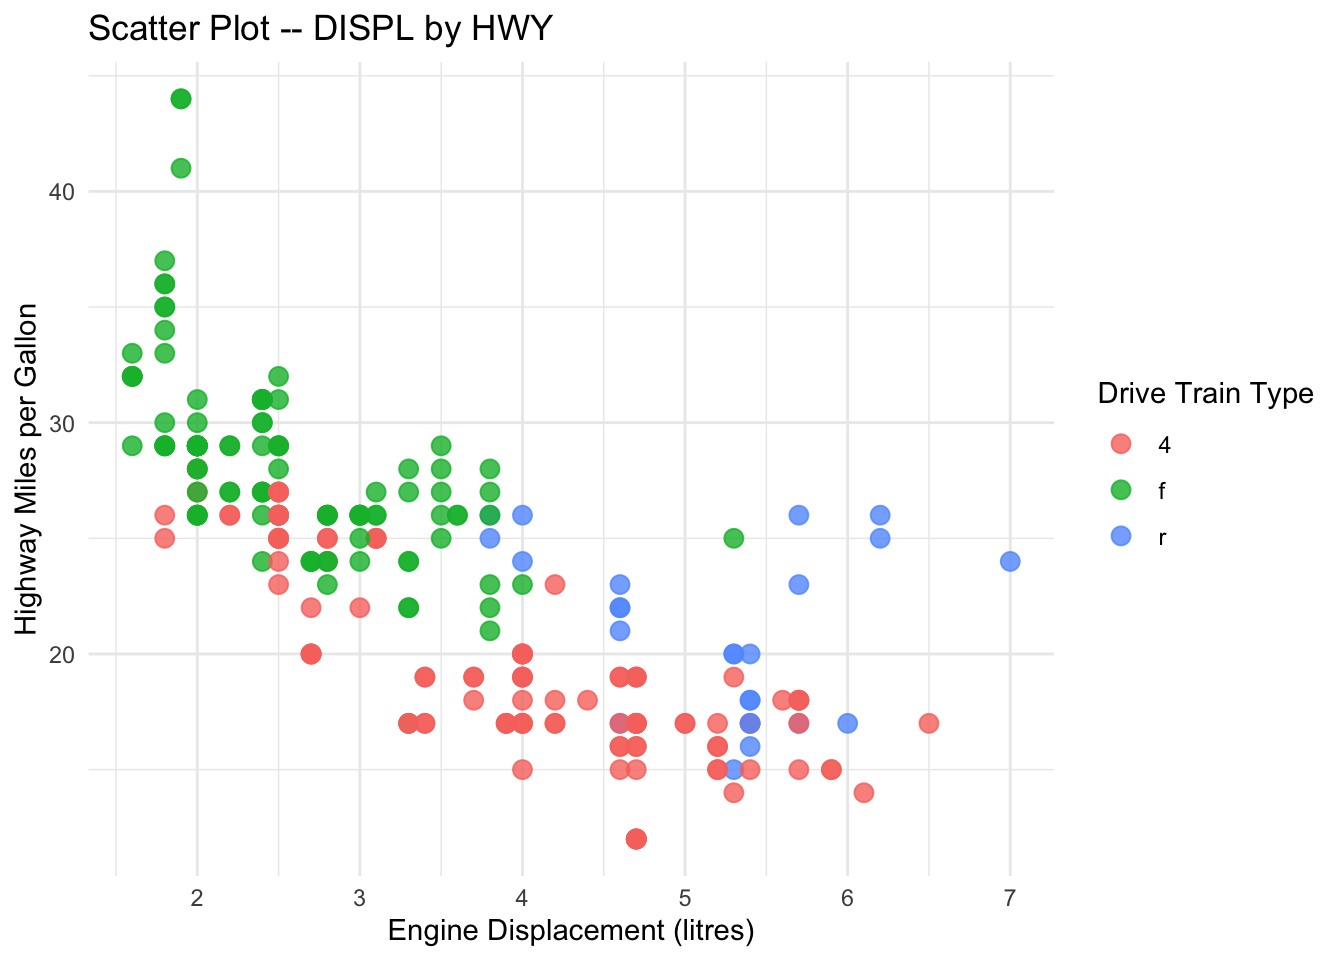 Scatter Plot -- DISPL by HWY
Highway Miles per Gallon
40
30
20
2 3 4 5 6 7
Engine Displacement (litres)
Drive Train Type
4
f
r